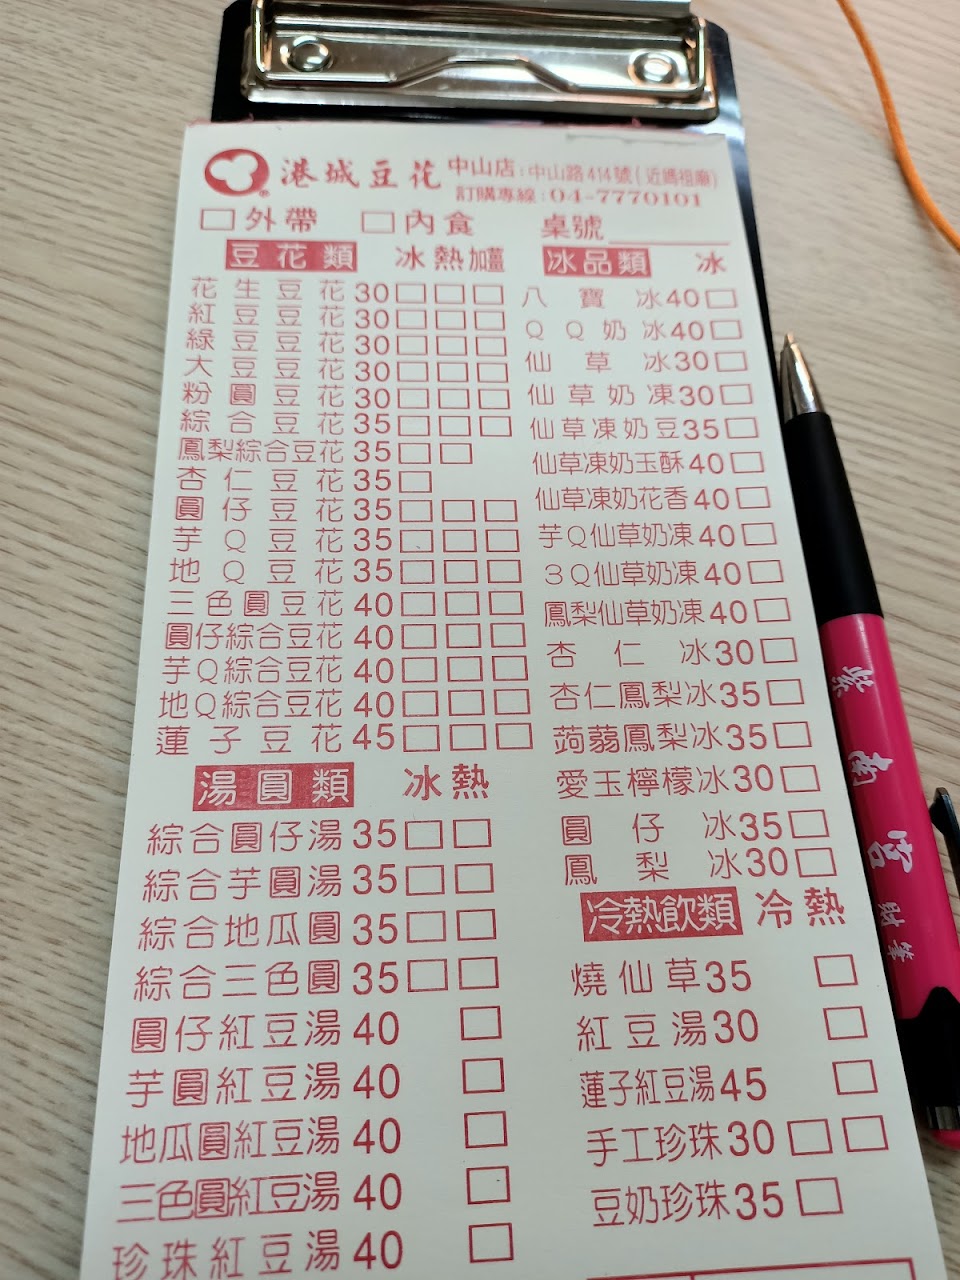 港城豆花 中山店:中山路414號(近媽祖廟)
訂購專線:04-7770101
□外帶 □內食 桌號
豆花類 冰 熱 加薑
花生豆花30□□□
紅豆豆花30□□□
綠豆豆花30□□□
大豆豆花30□□□
粉圓豆花30□□□
綜合豆花35□□□
鳳梨綜合豆花35□□
杏仁豆花35□
圓仔豆花35□□□
芋Q豆花35□□□
地Q豆花35□□□
三色圓豆花40□□□
圓仔綜合豆花40□□□
芋Q綜合豆花40□□□
地Q綜合豆花40□□□
蓮子豆花45□□□
湯圓類 冰 熱
綜合圓仔湯35□□
綜合芋圓湯35□□
綜合地瓜圓35□□
綜合三色圓35□□
圓仔紅豆湯40□
芋圓紅豆湯40□
地瓜圓紅豆湯40□
三色圓紅豆湯40□
珍珠紅豆湯40□
冰品類 冰
八寶冰40□
QQ奶冰40□
仙草冰30□
仙草奶凍30□
仙草凍奶豆35□
仙草凍奶玉酥40□
仙草凍奶花香40□
芋Q仙草奶凍40□
3Q仙草奶凍40□
鳳梨仙草奶凍40□
杏仁冰30□
杏仁鳳梨冰35□
蒟蒻鳳梨冰35□
愛玉檸檬冰30□
圓仔冰35□
鳳梨冰30□
冷熱飲類 冷 熱
燒仙草35□
紅豆湯30□
蓮子紅豆湯45□
手工珍珠30□□
豆奶珍珠35□
紫南宮
財筆